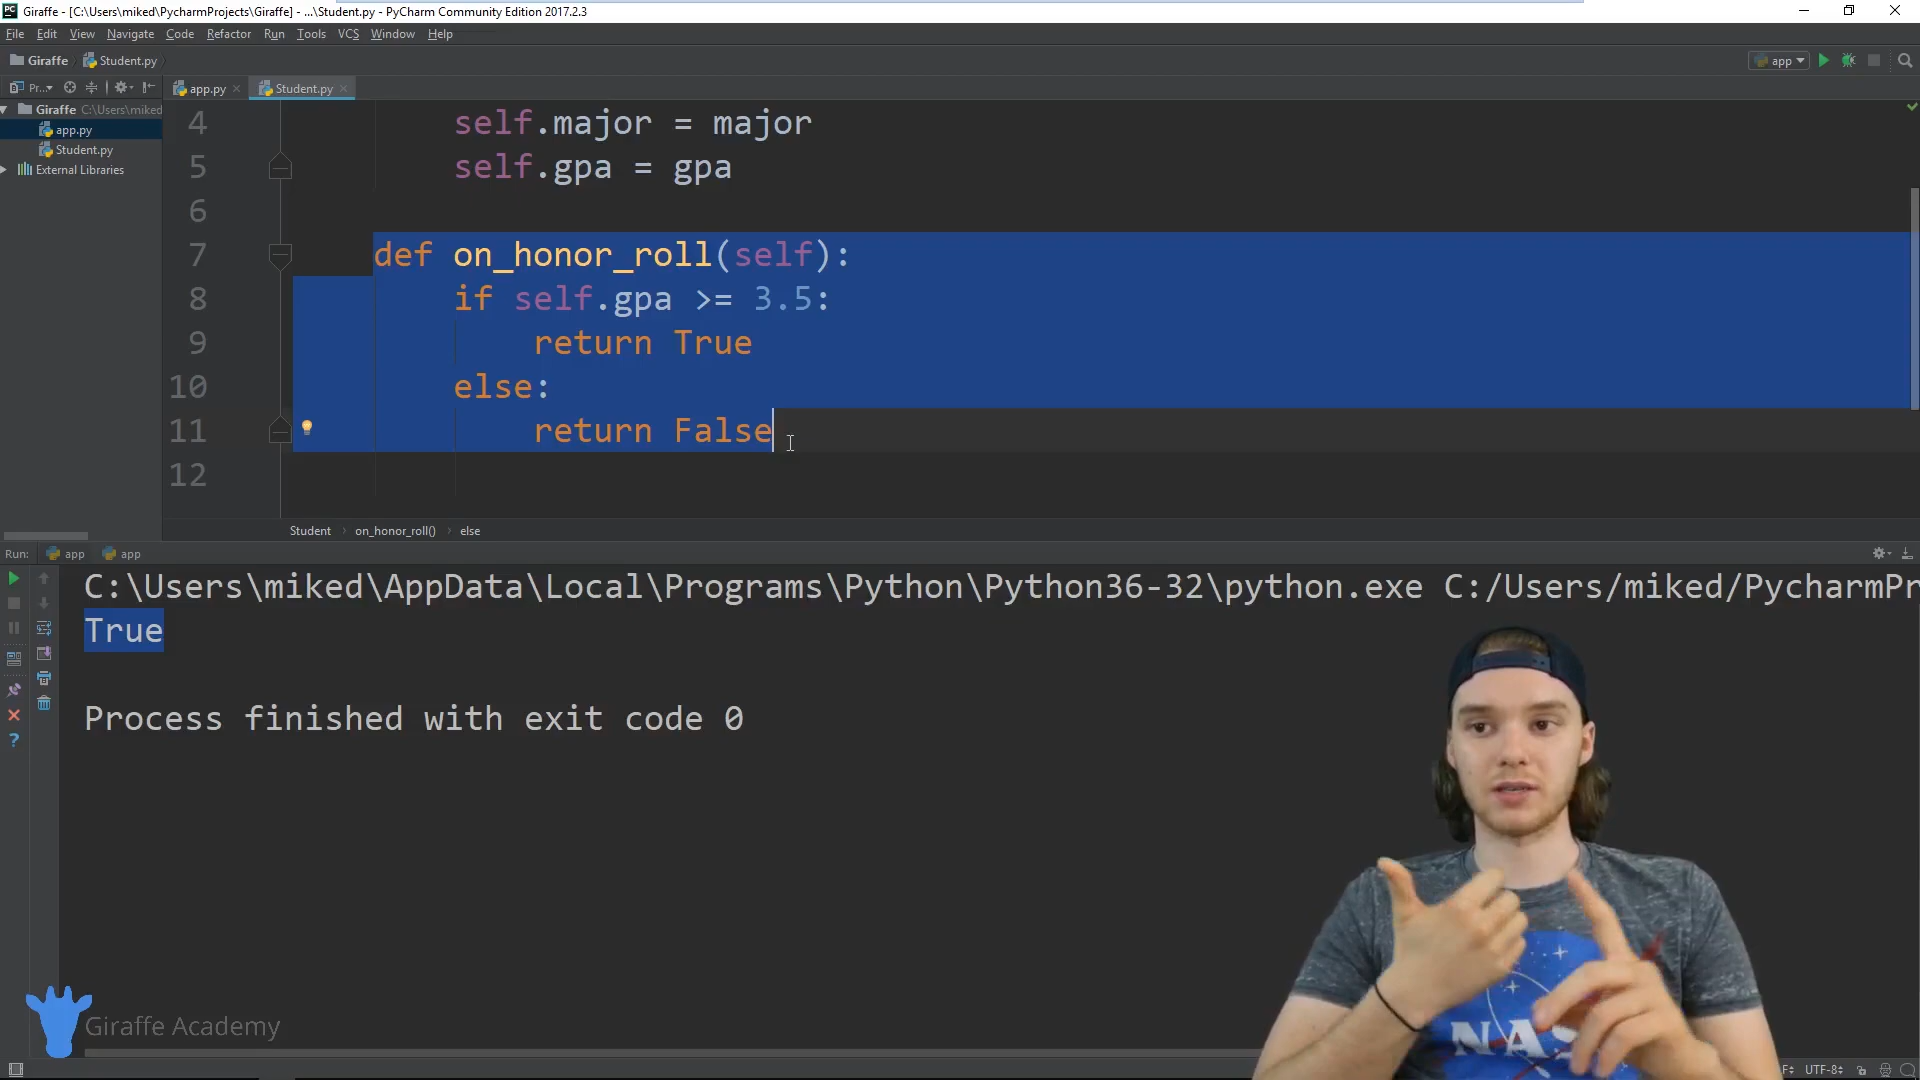 Giraffe - [C:\Users\miked\PycharmProjects\Giraffe] - ...\Student.py - PyCharm Community Edition 2017.2.3
File Edit View Navigate Code Refactor Run Tools VCS Window Help
Giraffe Student.py app
Pr... app.py Student.py
Giraffe C:\Users\miked
app.py
Student.py
External Libraries
4 self.major = major
5 self.gpa = gpa
6
7 def on_honor_roll(self):
8 if self.gpa >= 3.5:
9 return True
10 else:
11 return False
12
Student on_honor_roll() else
Run: app app
C:\Users\miked\AppData\Local\Programs\Python\Python36-32\python.exe C:/Users/miked/PycharmPr
True
Process finished with exit code 0
NAS
Giraffe Academy
UTF-8